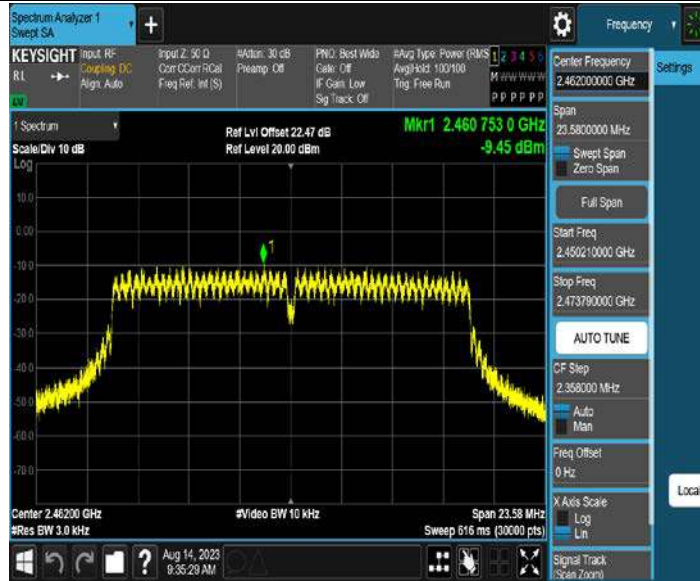 Spectrum Analyzer 1
Swept SA
+
Frequency
KEYSIGHT
RL
Input: RF
Coupling: DC
Align: Auto
Input Z: 50 Ω
Corr CCorr RCal
Freq Ref: Int (S)
#Atten: 30 dB
Preamp: Off
PNO: Best Wide
Gate: Off
IF Gain: Low
Sig Track: Off
#Avg Type: Power (RMS
Avg|Hold: 100/100
Trig: Free Run
1 2 3 4 5 6
M W W W W W
P P P P P P
1 Spectrum
Scale/Div 10 dB
Log
Ref Lvl Offset 22.47 dB
Ref Level 20.00 dBm
Mkr1 2.460 753 0 GHz
-9.45 dBm
1
10.0
0.00
-10.0
-20.0
-30.0
-40.0
-50.0
-60.0
-70.0
Center 2.46200 GHz
#Res BW 3.0 kHz
#Video BW 10 kHz
Span 23.58 MHz
Sweep 616 ms (30000 pts)
Center Frequency
2.462000000 GHz
Settings
Span
23.5800000 MHz
Swept Span
Zero Span
Full Span
Start Freq
2.450210000 GHz
Stop Freq
2.473790000 GHz
AUTO TUNE
CF Step
2.358000 MHz
Auto
Man
Freq Offset
0 Hz
X Axis Scale
Log
Lin
Local
Signal Track
(Span Zoom)
?
Aug 14, 2023
9:35:29 AM